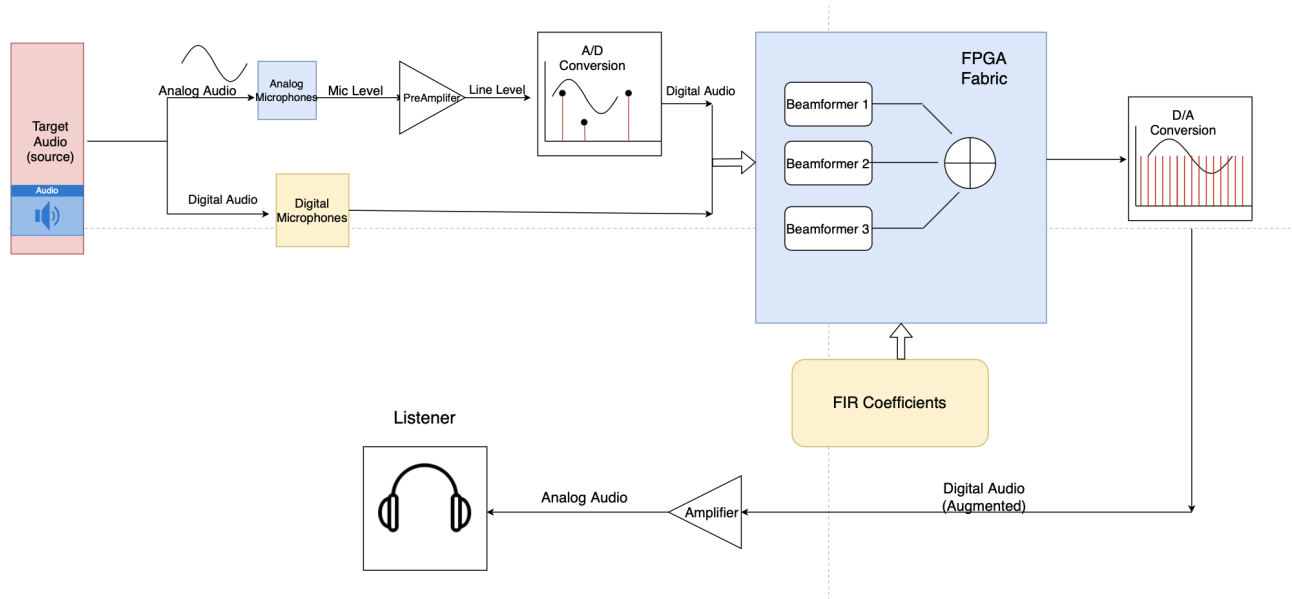 Target
Audio
(source)
Audio
Analog Audio
Analog
Microphones
Mic Level
PreAmplifer
Line Level
A/D
Conversion
Digital Audio
Digital Audio
Digital
Microphones
FPGA
Fabric
Beamformer 1
Beamformer 2
Beamformer 3
D/A
Conversion
FIR Coefficients
Listener
Analog Audio
Amplifier
Digital Audio
(Augmented)